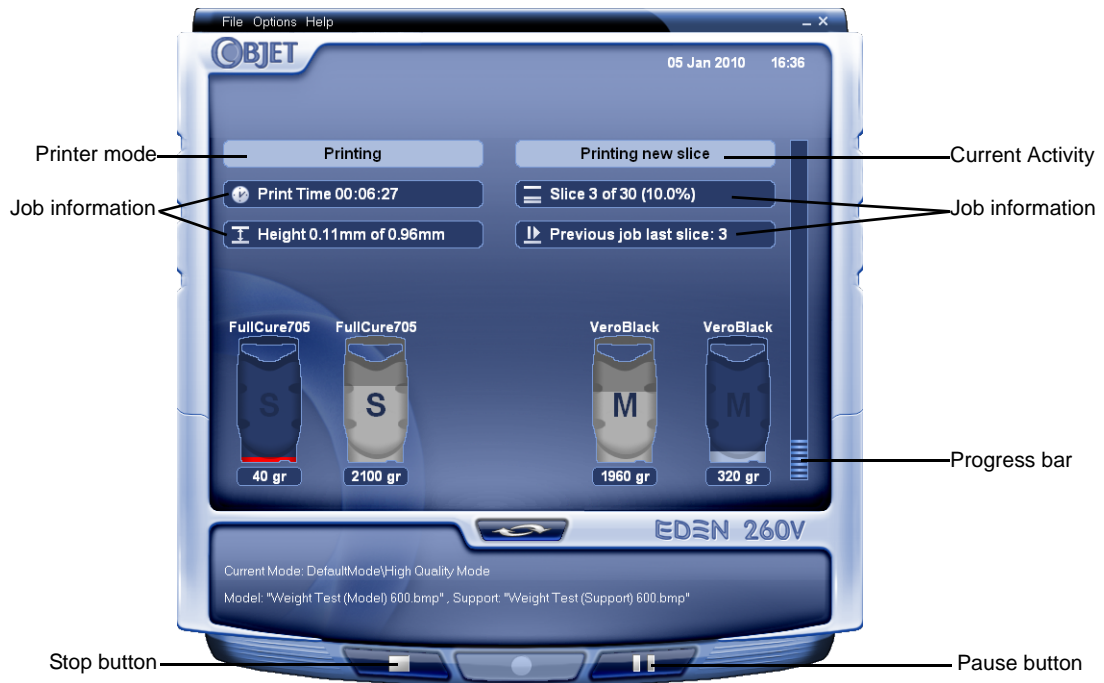 File Options Help
OBJET
05 Jan 2010 16:36
Printer mode
Printing
Printing new slice
Current Activity
Job information
Print Time 00:06:27
Slice 3 of 30 (10.0%)
Job information
Height 0.11mm of 0.96mm
Previous job last slice: 3
FullCure705
FullCure705
VeroBlack
VeroBlack
S
S
M
M
Progress bar
40 gr
2100 gr
1960 gr
320 gr
EDEN 260V
Current Mode: DefaultMode\High Quality Mode
Model: "Weight Test (Model) 600.bmp" , Support: "Weight Test (Support) 600.bmp"
Stop button
Pause button